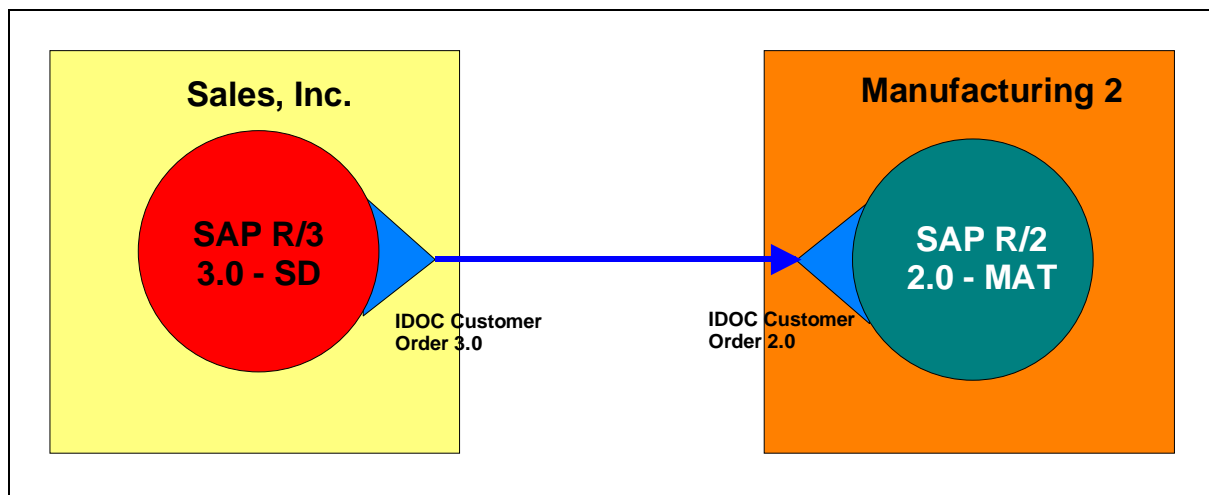 Sales, Inc.
SAP R/3
3.0 - SD
IDOC Customer
Order 3.0
Manufacturing 2
SAP R/2
2.0 - MAT
IDOC Customer
Order 2.0